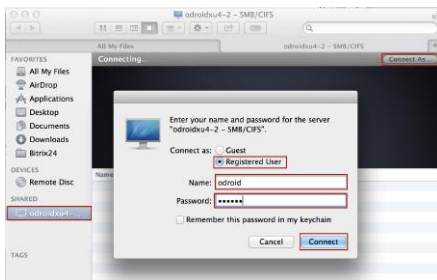 odroidxu4-2 – SMB/CIFS
All My Files
odroidxu4-2 – SMB/CIFS
FAVORITES
Connecting...
Connect As...
All My Files
AirDrop
Applications
Desktop
Documents
Downloads
Bitrix24
DEVICES
Remote Disc
SHARED
odroidxu4-...
TAGS
Name
Enter your name and password for the server
"odroidxu4-2 – SMB/CIFS".
Connect as:
Guest
Registered User
Name:
odroid
Password:
••••••
Remember this password in my keychain
Cancel
Connect